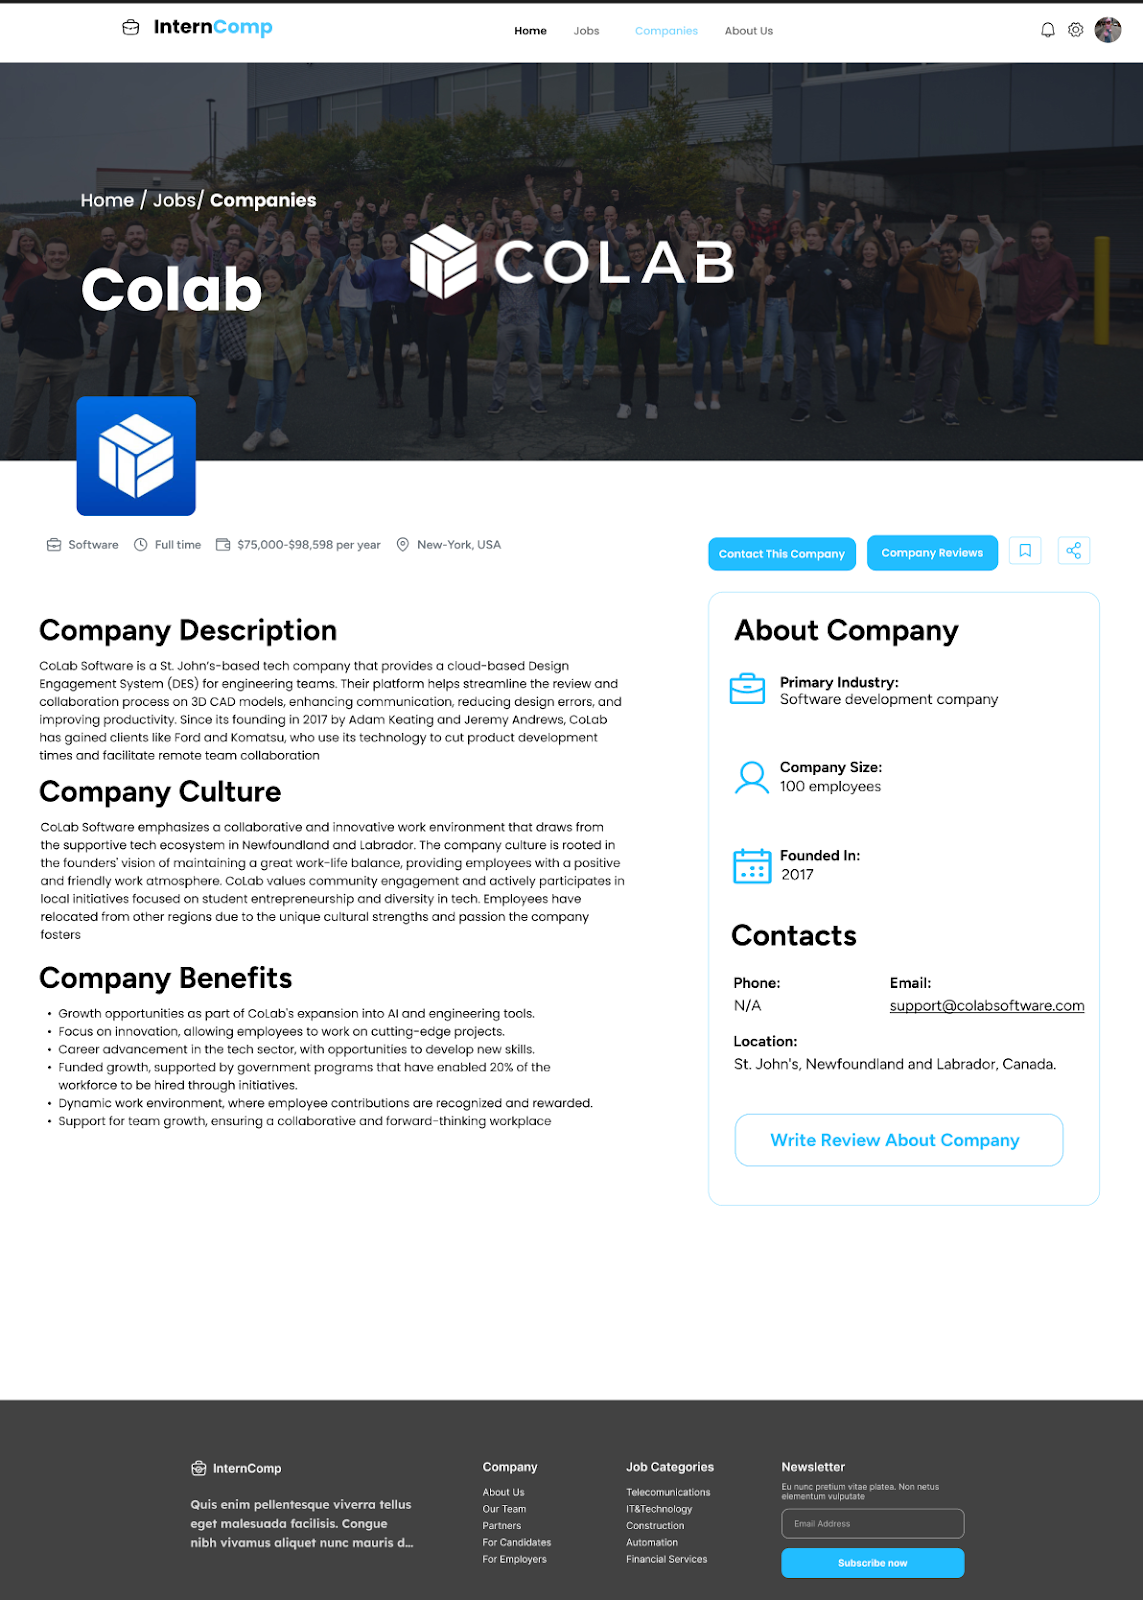 InternComp
Home Jobs Companies About Us
Home / Jobs/ Companies
COLAB
Colab
Software Full time $75,000-$98,598 per year New-York, USA
Contact This Company Company Reviews
Company Description
CoLab Software is a St. John's-based tech company that provides a cloud-based Design
Engagement System (DES) for engineering teams. Their platform helps streamline the review and
collaboration process on 3D CAD models, enhancing communication, reducing design errors, and
improving productivity. Since its founding in 2017 by Adam Keating and Jeremy Andrews, CoLab
has gained clients like Ford and Komatsu, who use its technology to cut product development
times and facilitate remote team collaboration
Company Culture
CoLab Software emphasizes a collaborative and innovative work environment that draws from
the supportive tech ecosystem in Newfoundland and Labrador. The company culture is rooted in
the founders' vision of maintaining a great work-life balance, providing employees with a positive
and friendly work atmosphere. CoLab values community engagement and actively participates in
local initiatives focused on student entrepreneurship and diversity in tech. Employees have
relocated from other regions due to the unique cultural strengths and passion the company
fosters
Company Benefits
• Growth opportunities as part of CoLab's expansion into AI and engineering tools.
• Focus on innovation, allowing employees to work on cutting-edge projects.
• Career advancement in the tech sector, with opportunities to develop new skills.
• Funded growth, supported by government programs that have enabled 20% of the
workforce to be hired through initiatives.
• Dynamic work environment, where employee contributions are recognized and rewarded.
• Support for team growth, ensuring a collaborative and forward-thinking workplace
About Company
Primary Industry:
Software development company
Company Size:
100 employees
Founded In:
2017
Contacts
Phone: Email:
N/A support@colabsoftware.com
Location:
St. John's, Newfoundland and Labrador, Canada.
Write Review About Company
InternComp
Quis enim pellentesque viverra tellus
eget malesuada facilisis. Congue
nibh vivamus aliquet nunc mauris d...
Company
About Us
Our Team
Partners
For Candidates
For Employers
Job Categories
Telecomunications
IT&Technology
Construction
Automation
Financial Services
Newsletter
Eu nunc pretium vitae platea. Non netus
elementum vulputate
Email Address
Subscribe now